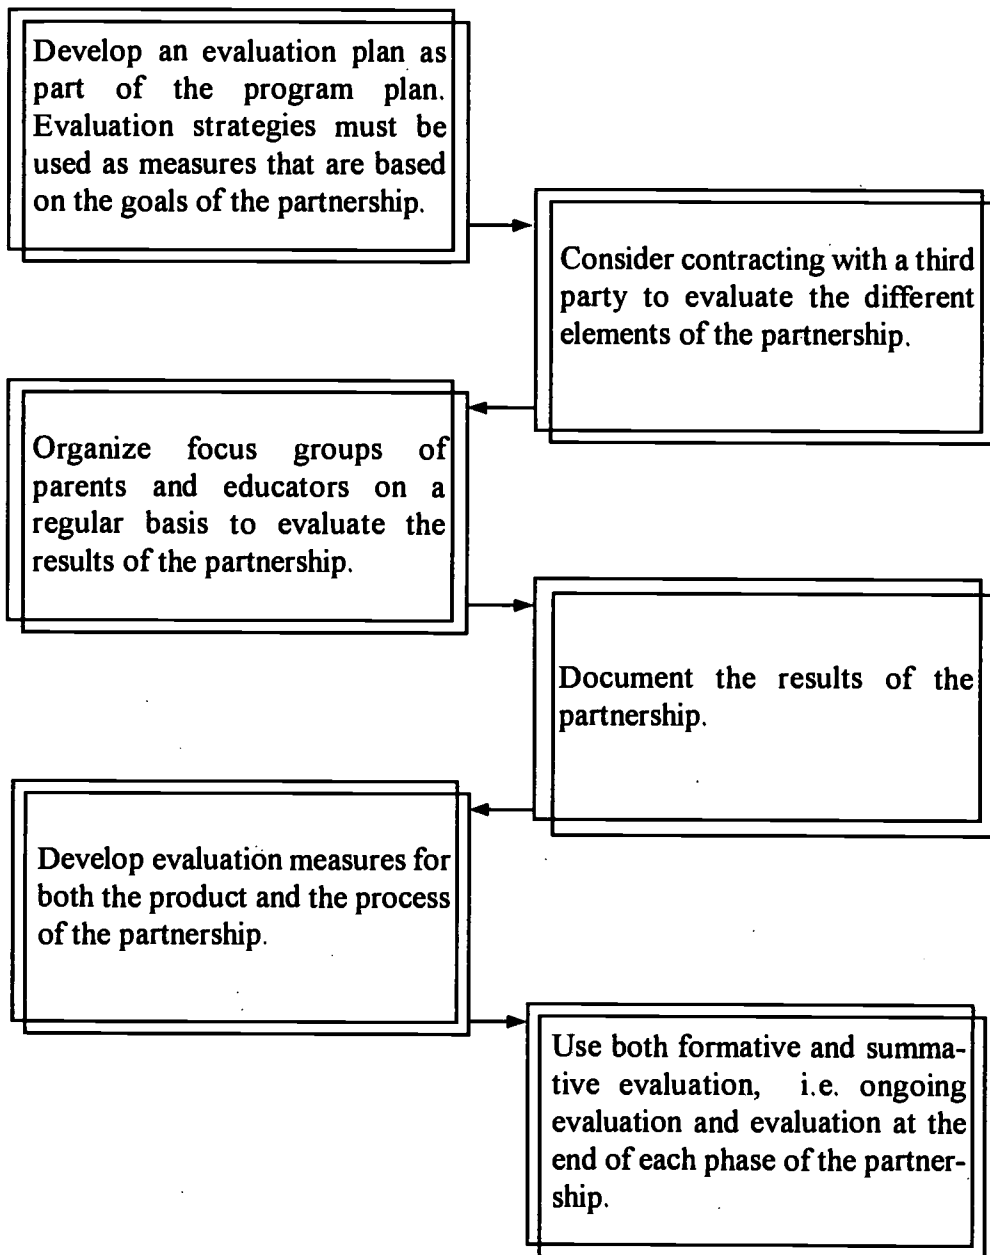 Develop an evaluation plan as
part of the program plan.
Evaluation strategies must be
used as measures that are based
on the goals of the partnership.
Consider contracting with a third
party to evaluate the different
elements of the partnership.
Organize focus groups of
parents and educators on a
regular basis to evaluate the
results of the partnership.
Document the results of the
partnership.
Develop evaluation measures for
both the product and the process
of the partnership.
Use both formative and summa-
tive evaluation, i.e. ongoing
evaluation and evaluation at the
end of each phase of the partner-
ship.